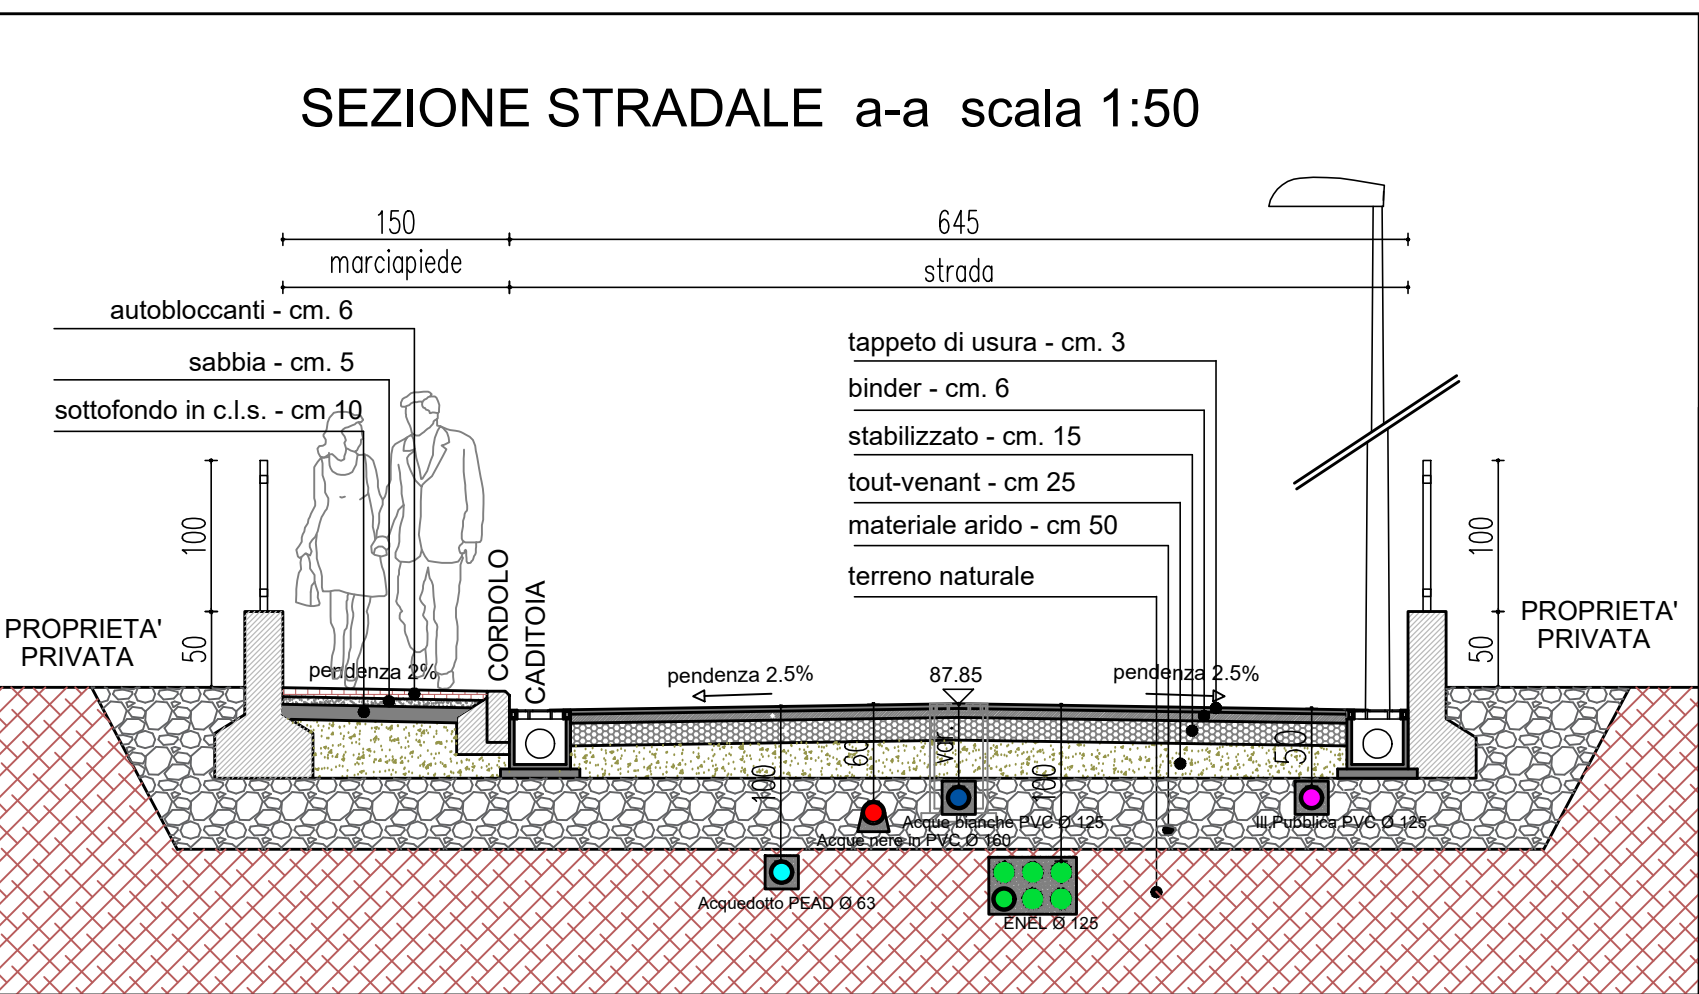 SEZIONE STRADALE a-a scala 1:50
150
645
marciapiede
strada
autobloccanti - cm. 6
sabbia - cm. 5
sottofondo in c.l.s. - cm 10
tappeto di usura - cm. 3
binder - cm. 6
stabilizzato - cm. 15
tout-venant - cm 25
materiale arido - cm 50
terreno naturale
100
50
PROPRIETA'
PRIVATA
CORDOLO
CADITOIA
100
50
PROPRIETA'
PRIVATA
pendenza 2%
pendenza 2.5%
87.85
pendenza 2.5%
100
60
var
100
50
Acque bianche PVC Ø 125
Ill.Pubblica PVC Ø 125
Acque nere in PVC Ø 160
Acquedotto PEAD Ø 63
ENEL Ø 125